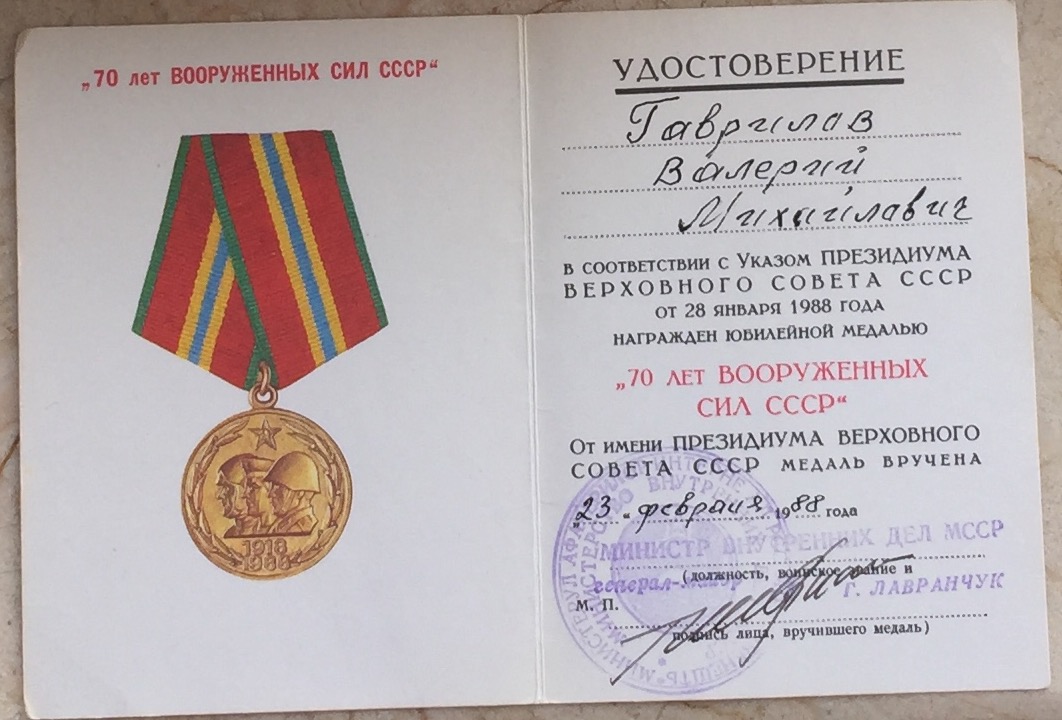 „70 лет ВООРУЖЕННЫХ СИЛ СССР“
1918
1988
УДОСТОВЕРЕНИЕ
Гаврилов
Валерий
Михайлович
В СООТВЕТСТВИИ С УКАЗОМ ПРЕЗИДИУМА
ВЕРХОВНОГО СОВЕТА СССР
ОТ 28 ЯНВАРЯ 1988 ГОДА
НАГРАЖДЕН ЮБИЛЕЙНОЙ МЕДАЛЬЮ
„70 ЛЕТ ВООРУЖЕННЫХ
СИЛ СССР“
ОТ ИМЕНИ ПРЕЗИДИУМА ВЕРХОВНОГО
СОВЕТА СССР МЕДАЛЬ ВРУЧЕНА
„23“ февраля 1988 года
МИНИСТР ВНУТРЕННИХ ДЕЛ МССР
(должность, воинское звание и
генерал-майор Г. ЛАВРАНЧУК
М. П.
подпись лица, вручившего медаль)